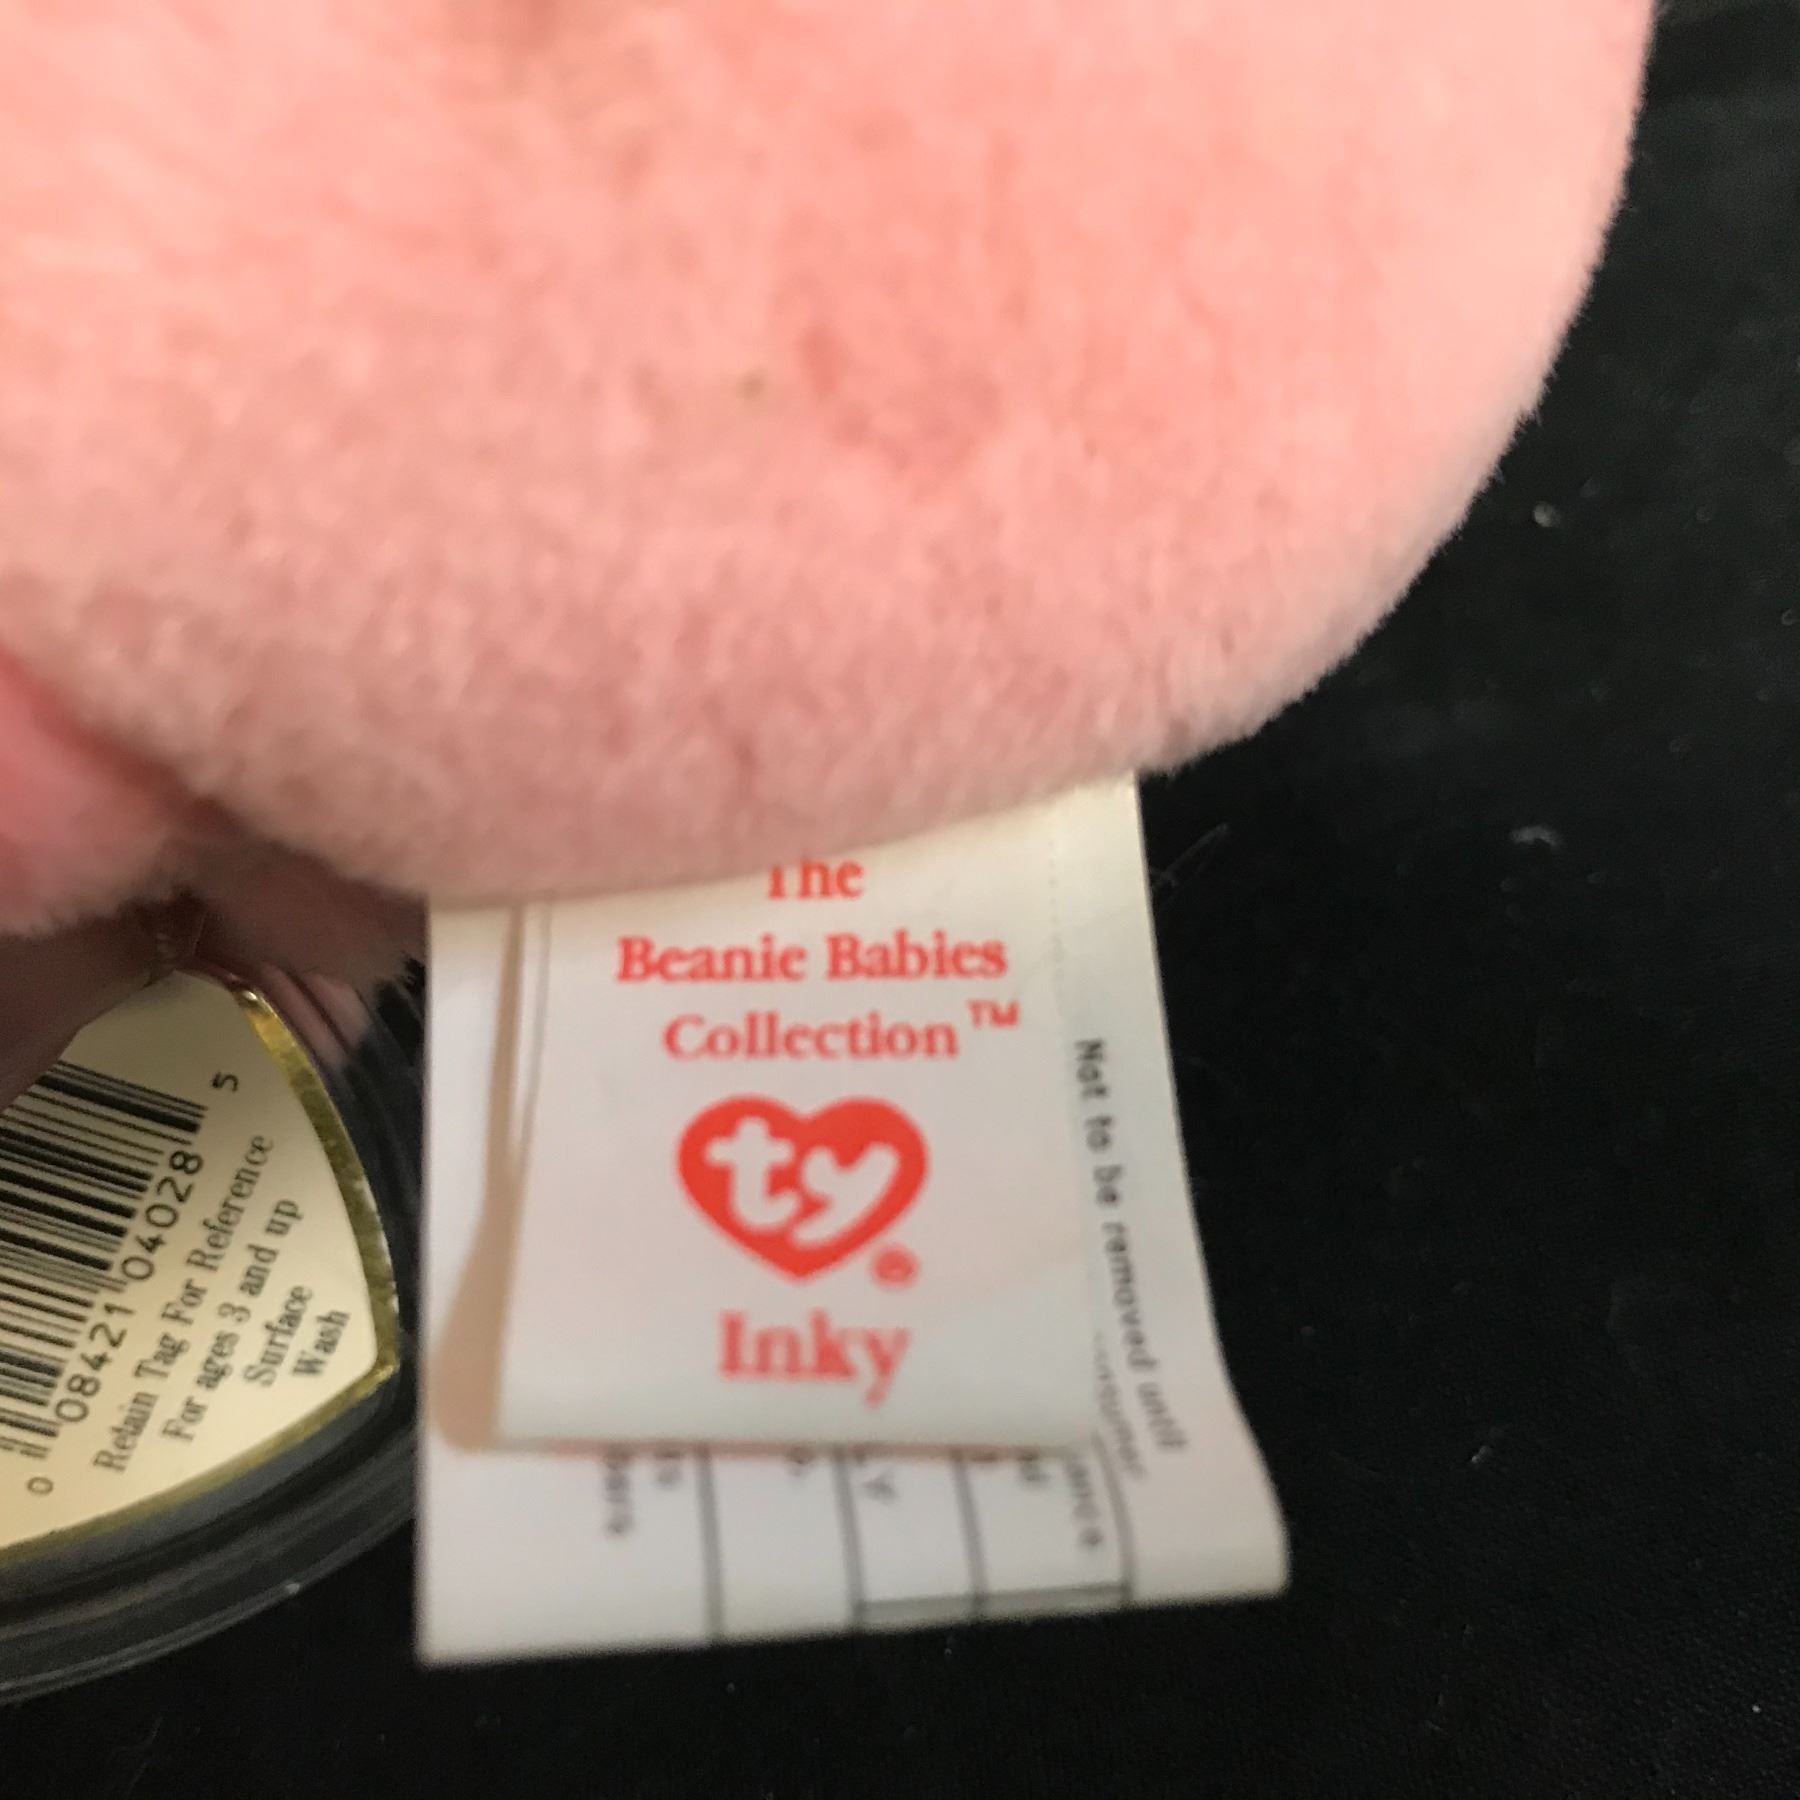 The
Beanie Babies
Collection™
ty®
Inky
Not to be removed until
0 08421 04028 5
Retain Tag For Reference
For ages 3 and up
Surface
Wash